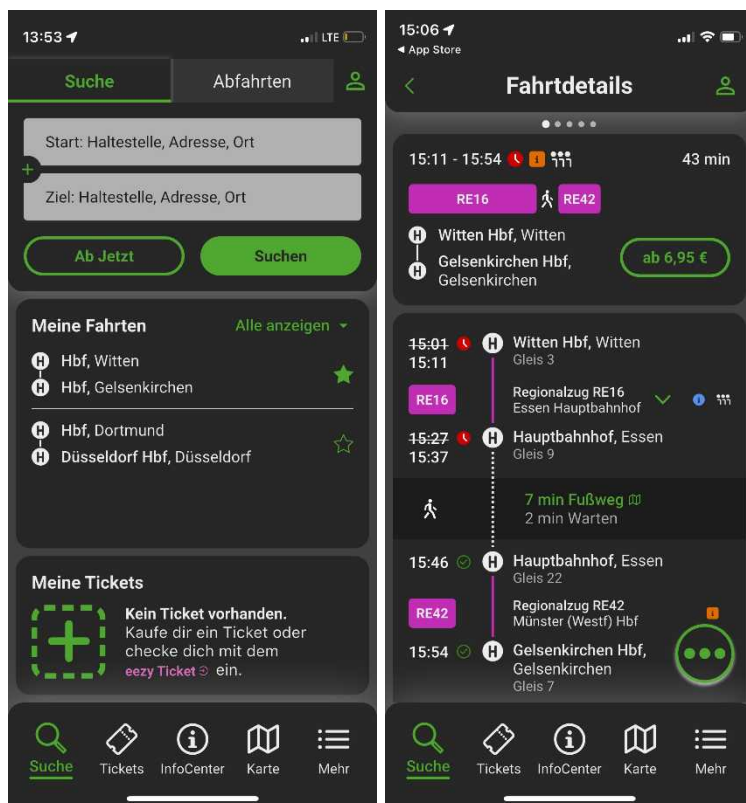 13:53
LTE
Suche
Abfahrten
Start: Haltestelle, Adresse, Ort
+
Ziel: Haltestelle, Adresse, Ort
Ab Jetzt
Suchen
Meine Fahrten
Alle anzeigen
H Hbf, Witten
H Hbf, Gelsenkirchen
H Hbf, Dortmund
H Düsseldorf Hbf, Düsseldorf
Meine Tickets
Kein Ticket vorhanden.
Kaufe dir ein Ticket oder
checke dich mit dem
eezy Ticket ein.
Suche
Tickets
InfoCenter
Karte
Mehr
15:06
App Store
Fahrtdetails
15:11 - 15:54
43 min
RE16
RE42
H Witten Hbf, Witten
H Gelsenkirchen Hbf,
Gelsenkirchen
ab 6,95 €
15:01 H Witten Hbf, Witten
15:11 Gleis 3
RE16 Regionalzug RE16
Essen Hauptbahnhof
15:27 H Hauptbahnhof, Essen
15:37 Gleis 9
7 min Fußweg
2 min Warten
15:46 H Hauptbahnhof, Essen
Gleis 22
RE42 Regionalzug RE42
Münster (Westf) Hbf
15:54 H Gelsenkirchen Hbf,
Gelsenkirchen
Gleis 7
Suche
Tickets
InfoCenter
Karte
Mehr